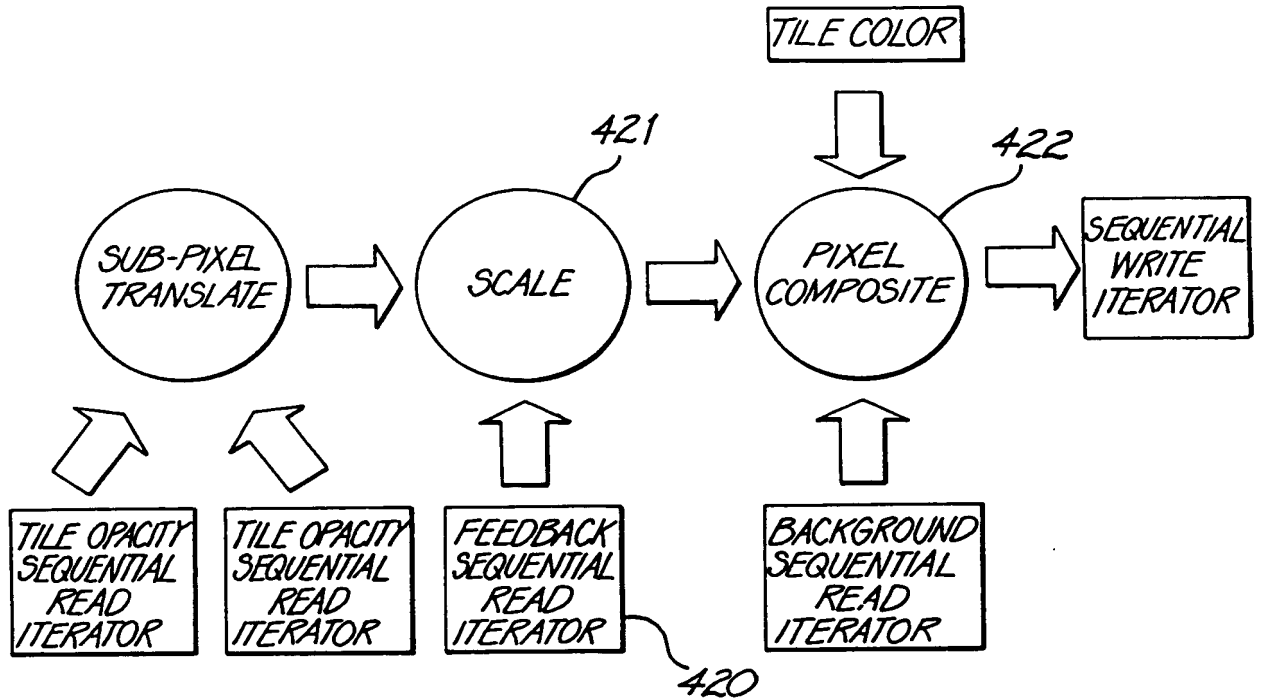 TILE COLOR
421
422
SUB-PIXEL
TRANSLATE
SCALE
PIXEL
COMPOSITE
SEQUENTIAL
WRITE
ITERATOR
TILE OPACITY
SEQUENTIAL
READ
ITERATOR
TILE OPACITY
SEQUENTIAL
READ
ITERATOR
FEEDBACK
SEQUENTIAL
READ
ITERATOR
BACKGROUND
SEQUENTIAL
READ
ITERATOR
420